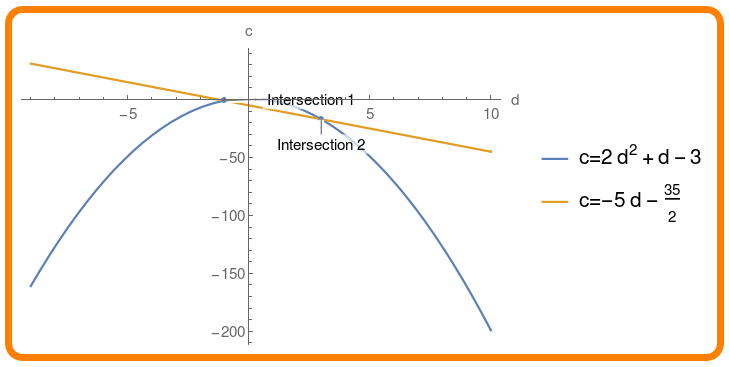 c
Intersection 1
d
−5
5
10
Intersection 2
−50
−100
−150
−200
c=2 d² + d − 3
c=−5 d − 35/2